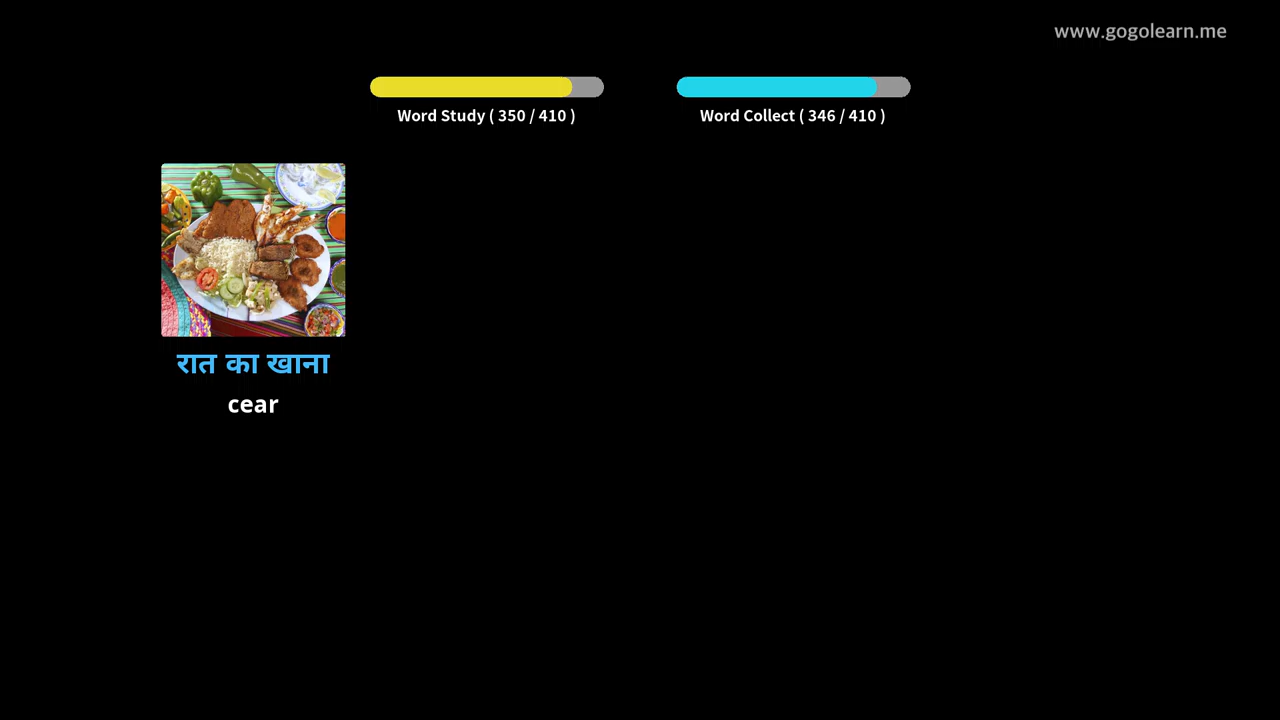 www.gogolearn.me
Word Study ( 350 / 410 )
Word Collect ( 346 / 410 )
रात का खाना
cear